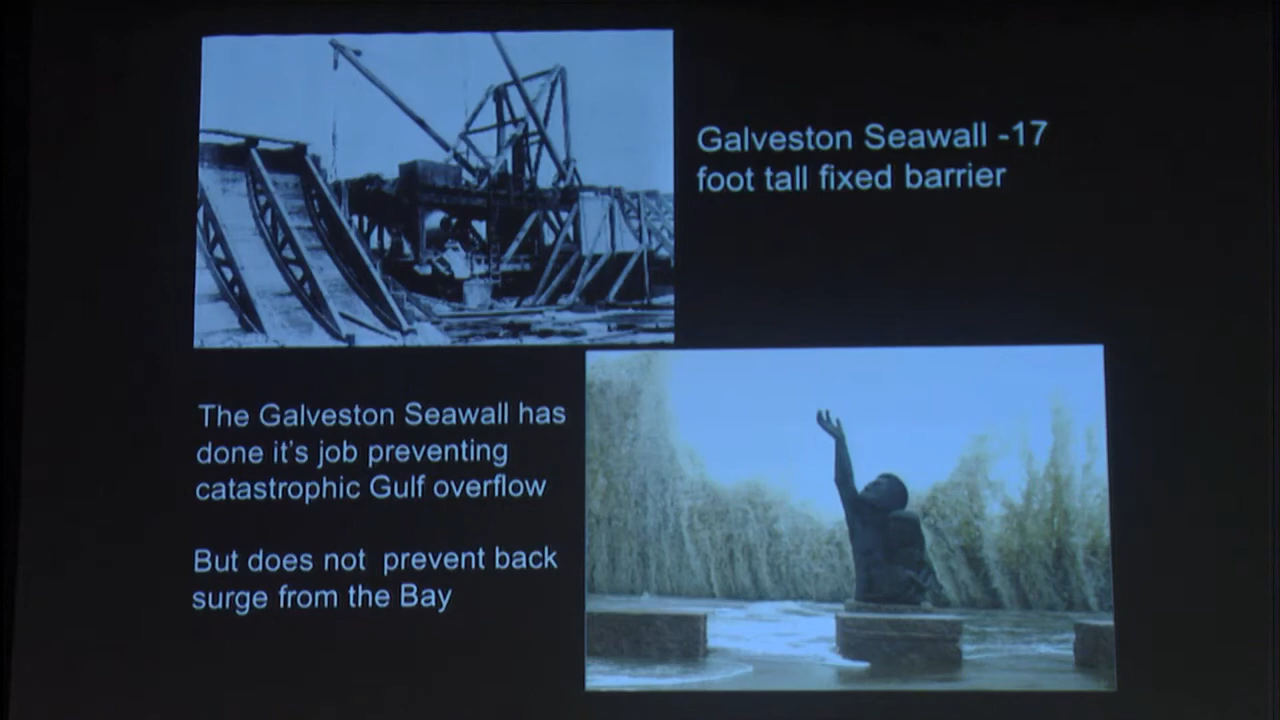 Galveston Seawall -17
foot tall fixed barrier
The Galveston Seawall has
done it's job preventing
catastrophic Gulf overflow
But does not prevent back
surge from the Bay